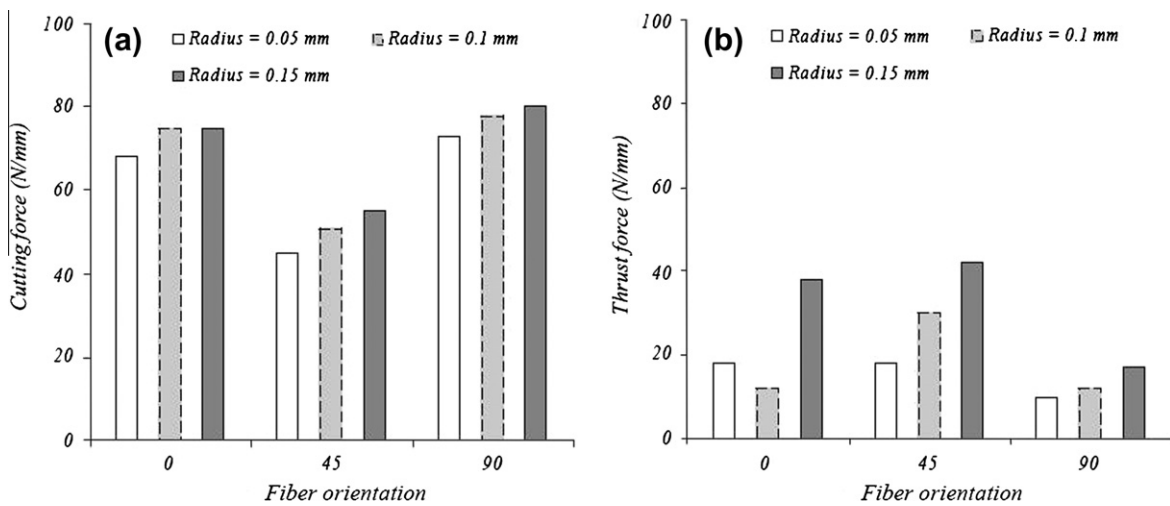 (a)
Radius = 0.05 mm
Radius = 0.1 mm
Radius = 0.15 mm
Cutting force (N/mm)
100
80
60
40
20
0
0 45 90
Fiber orientation
(b)
Radius = 0.05 mm
Radius = 0.1 mm
Radius = 0.15 mm
Thrust force (N/mm)
100
80
60
40
20
0
0 45 90
Fiber orientation